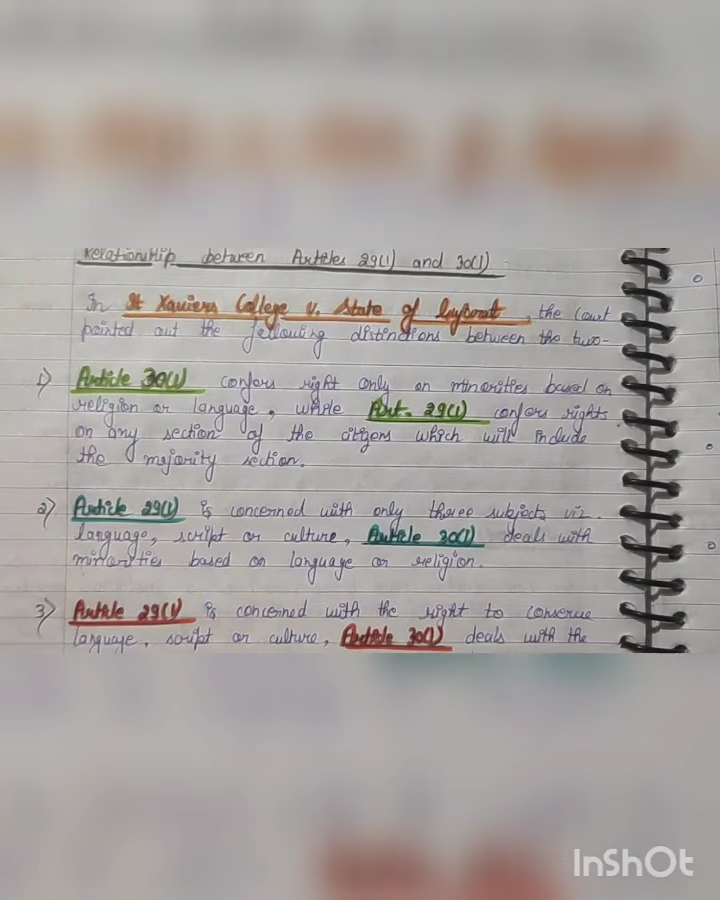 Relationship between Articles 29(1) and 30(1)
In St Xaviers College v. State of Gujarat, the Court
pointed out the following distinctions between the two-
1) Article 30(1) confers right only on minorities based on
religion or language, while Art. 29(1) confers rights
on any section of the citizens which will include
the majority section.
2) Article 29(1) is concerned with only three subjects viz.
language, script or culture, Article 30(1) deals with
minorities based on language or religion.
3) Article 29(1) is concerned with the right to conserve
language, script or culture, Article 30(1) deals with the
InShOt